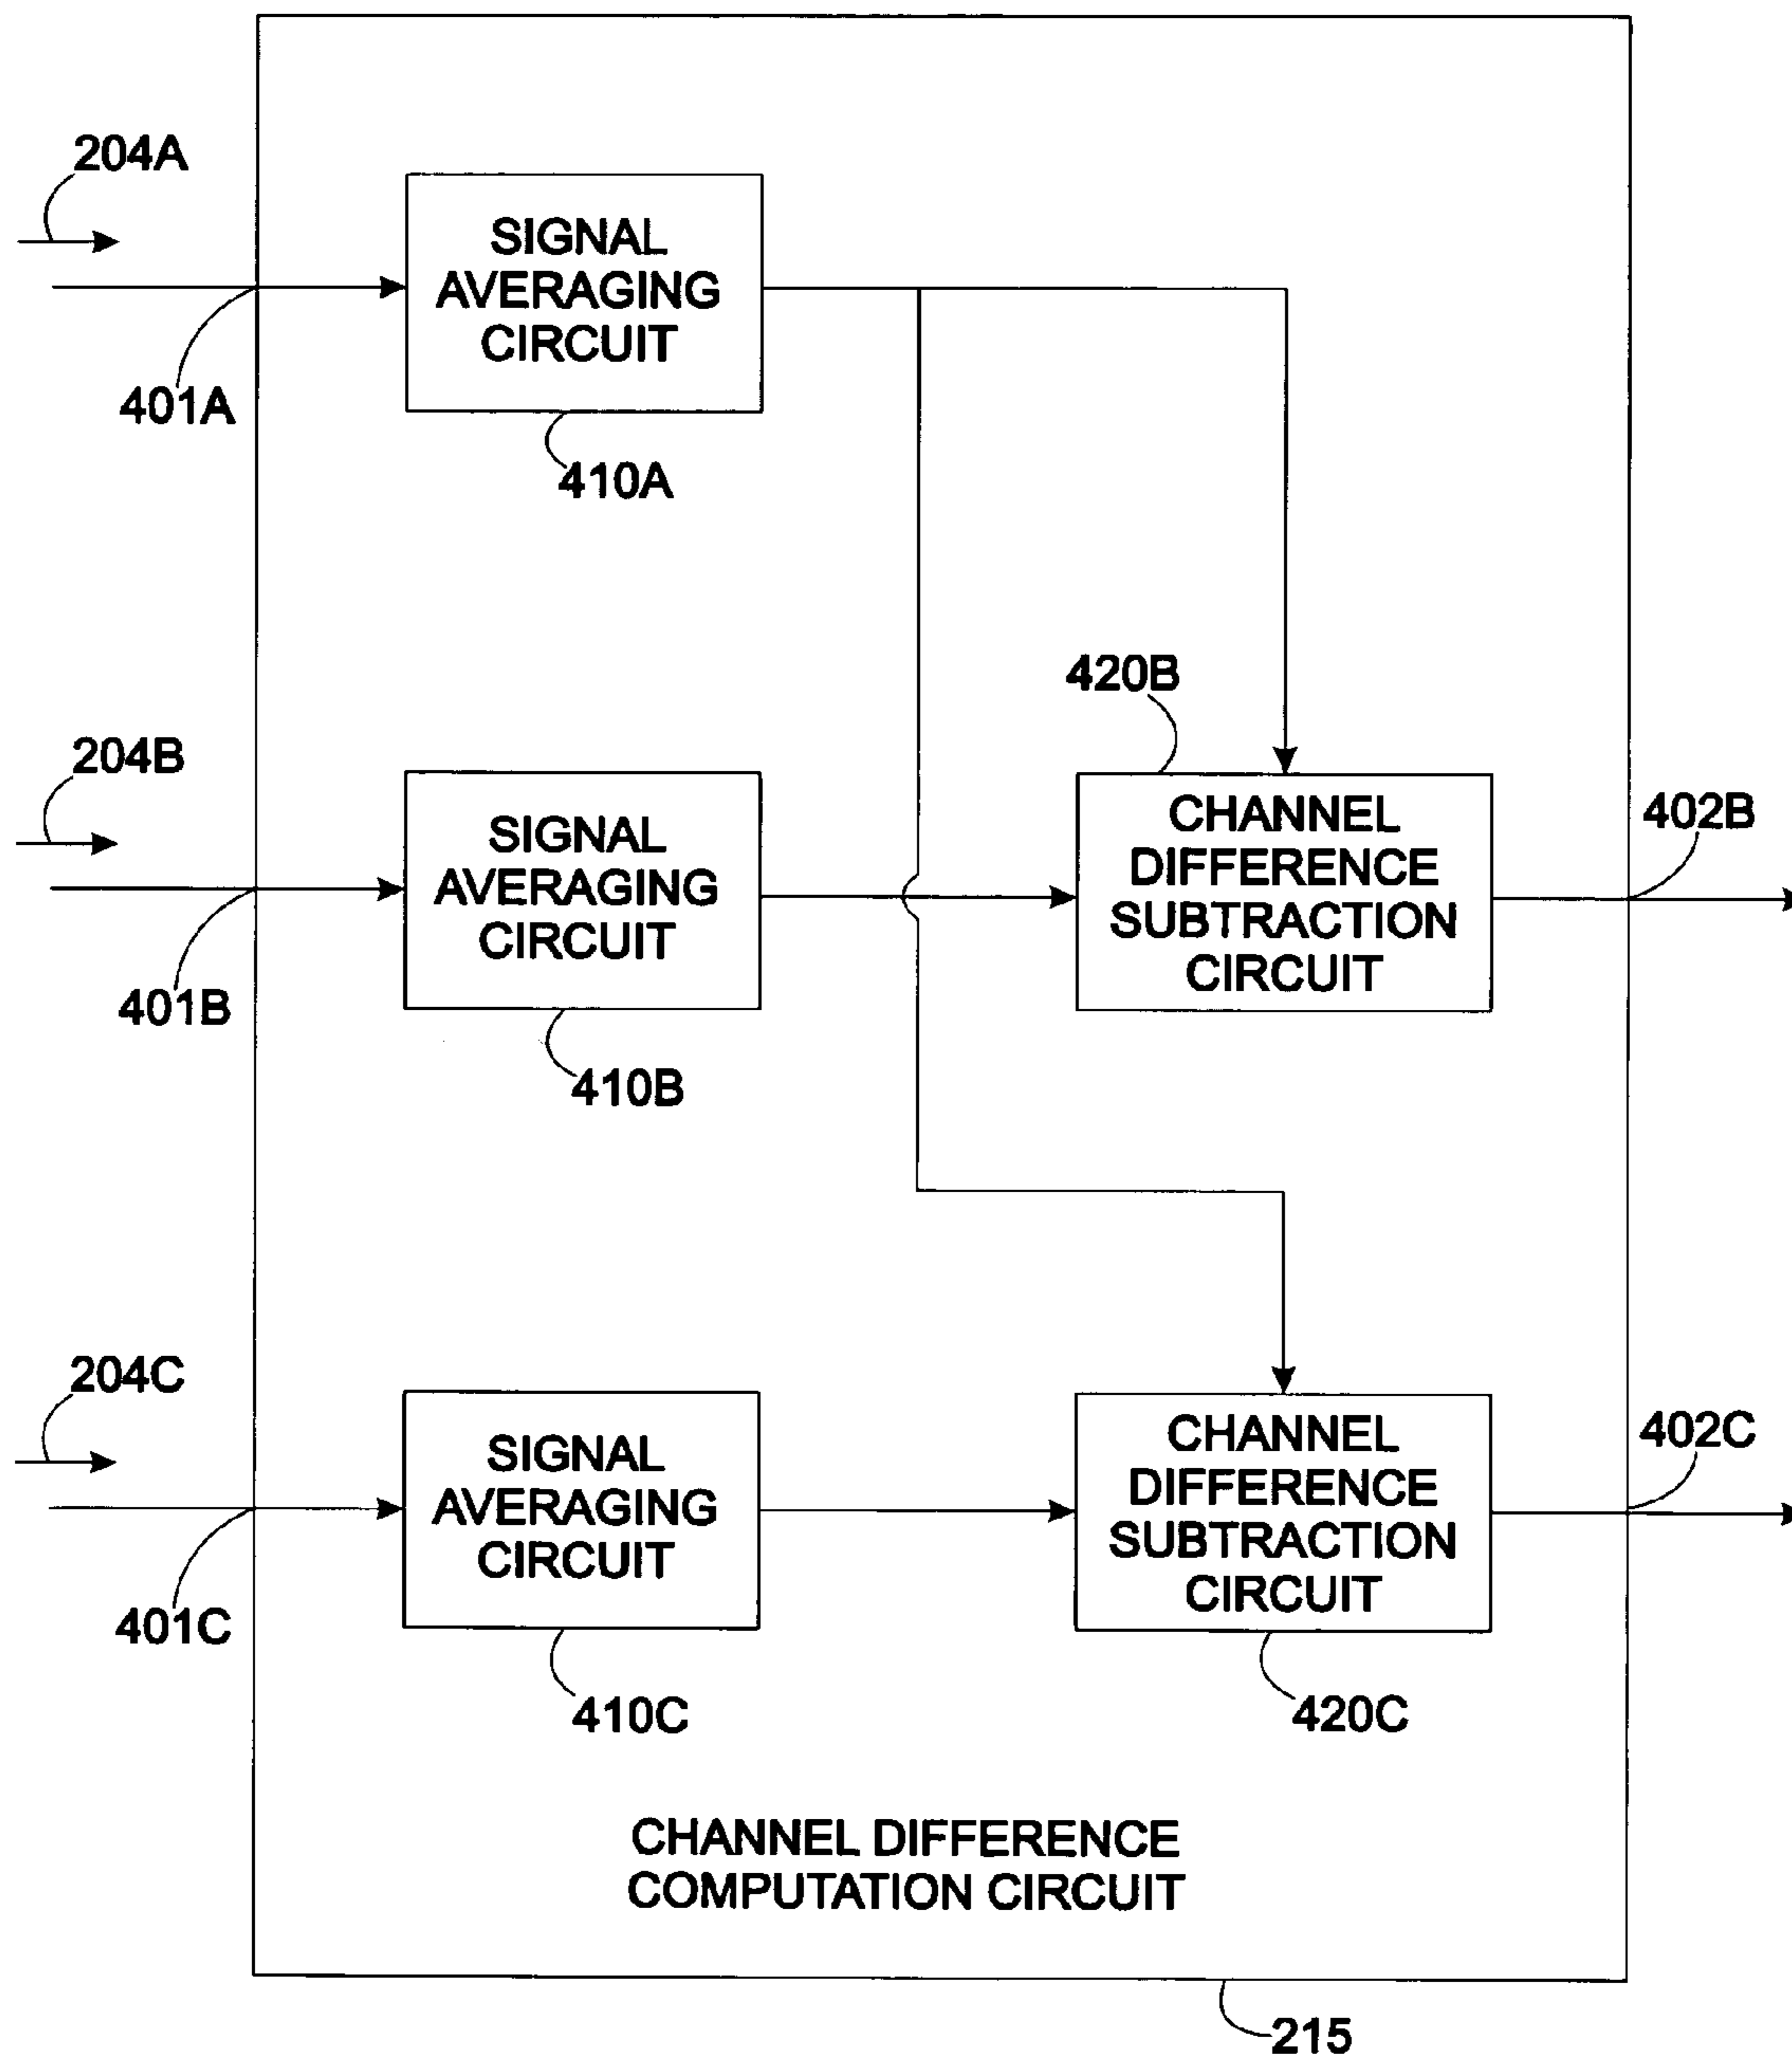 204A
SIGNAL
AVERAGING
CIRCUIT
401A
410A
420B
204B
SIGNAL
AVERAGING
CIRCUIT
CHANNEL
DIFFERENCE
SUBTRACTION
CIRCUIT
402B
401B
410B
204C
SIGNAL
AVERAGING
CIRCUIT
CHANNEL
DIFFERENCE
SUBTRACTION
CIRCUIT
402C
401C
410C
420C
CHANNEL DIFFERENCE
COMPUTATION CIRCUIT
215